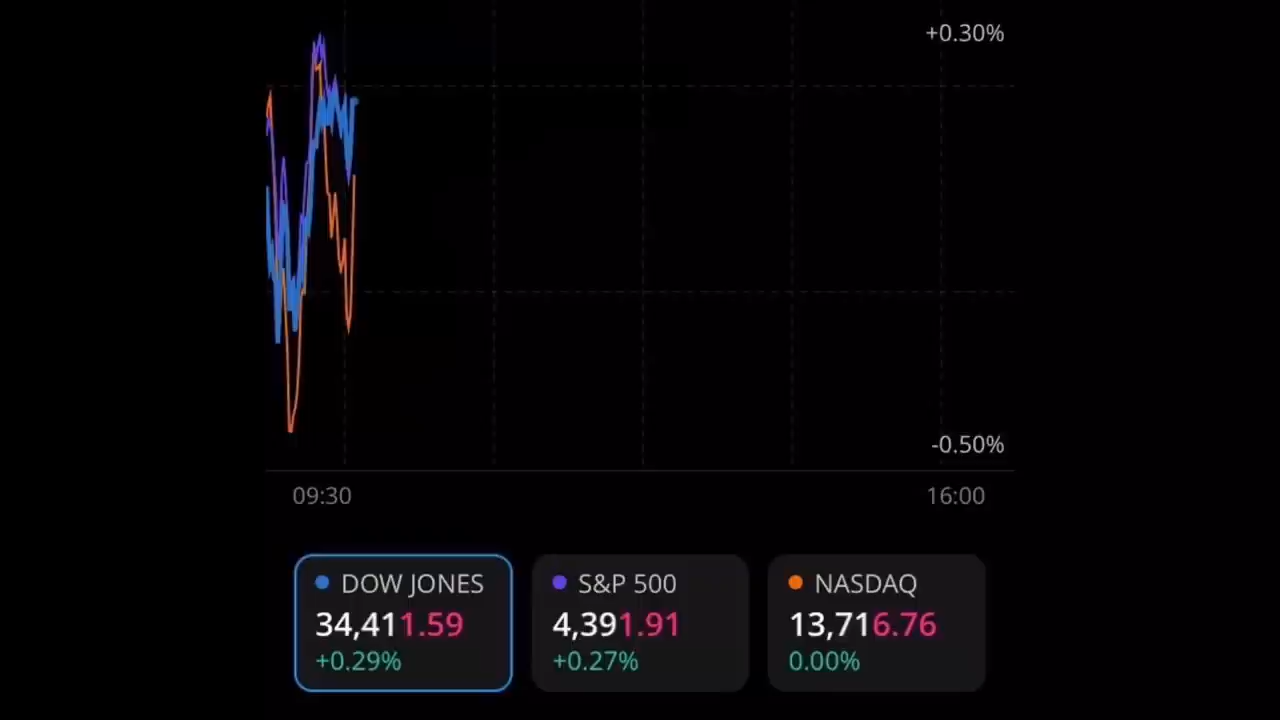 +0.30%
-0.50%
09:30 16:00
DOW JONES S&P 500 NASDAQ
34,411.59 4,391.91 13,716.76
+0.29% +0.27% 0.00%